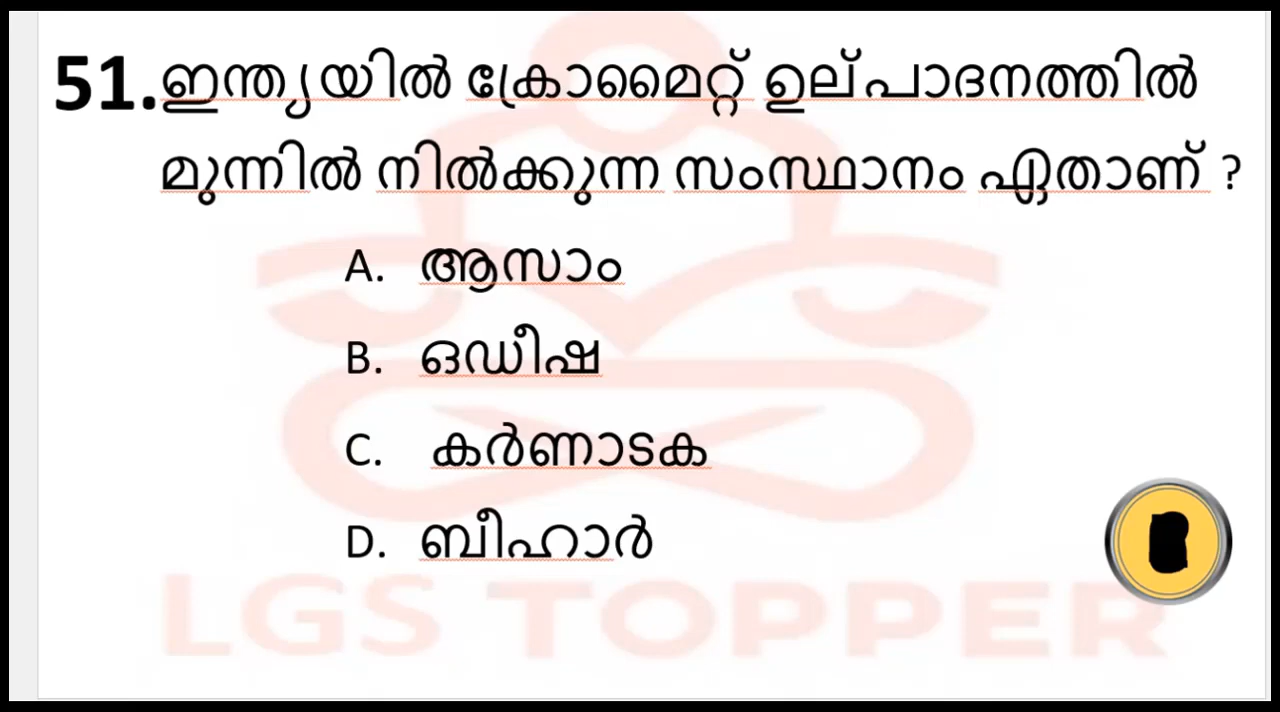 51.ഇന്ത്യയിൽ ക്രോമൈറ്റ് ഉല്പാദനത്തിൽ
മുന്നിൽ നിൽക്കുന്ന സംസ്ഥാനം ഏതാണ് ?
A. ആസാം
B. ഒഡീഷ
C. കർണാടക
D. ബീഹാർ
LGS TOPPER